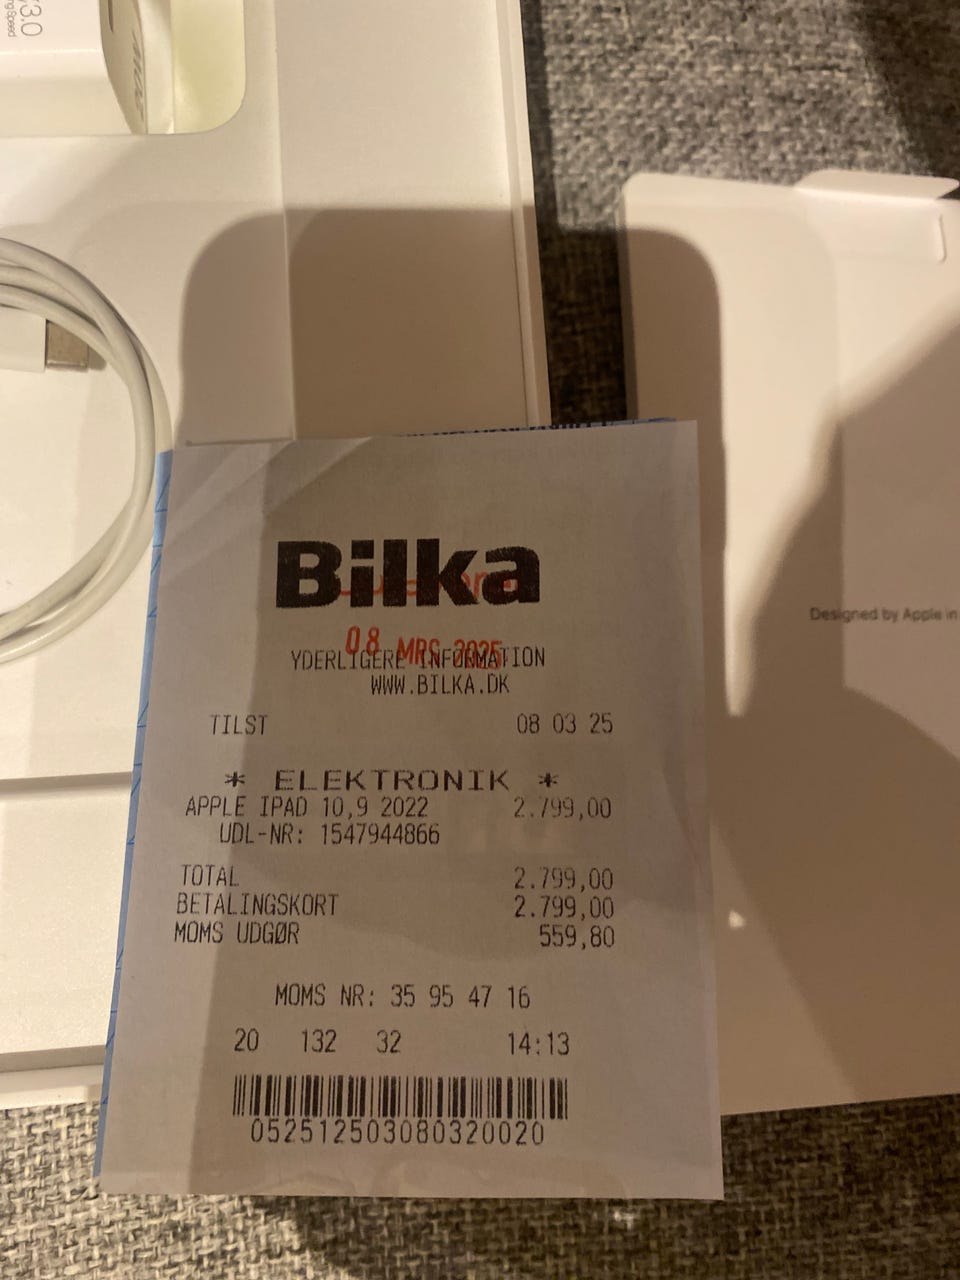 3.0
Designed by Apple in
Bilka
08 MRS 2025
YDERLIGERE INFORMATION
WWW.BILKA.DK
TILST 08 03 25
* ELEKTRONIK *
APPLE IPAD 10,9 2022 2.799,00
UDL-NR: 1547944866
TOTAL 2.799,00
BETALINGSKORT 2.799,00
MOMS UDGØR 559,80
MOMS NR: 35 95 47 16
20 132 32 14:13
052512503080320020